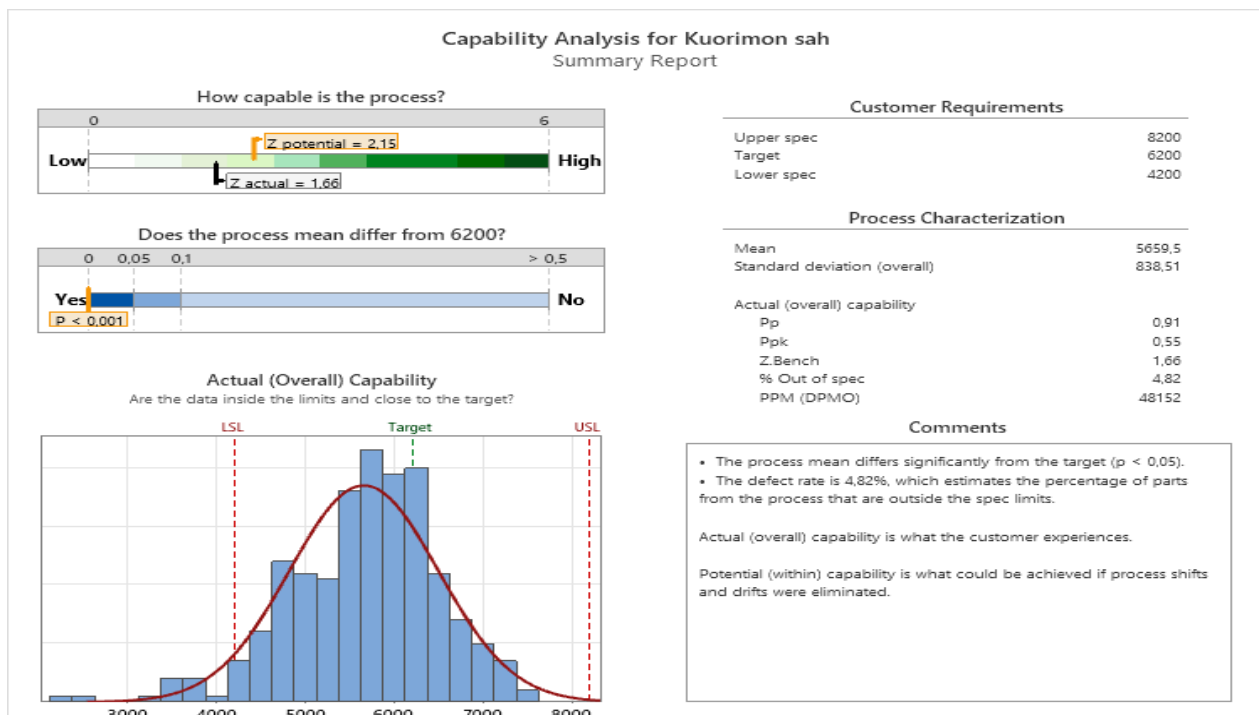 Capability Analysis for Kuorimon sah
Summary Report
How capable is the process?
0 6
Z potential = 2,15
Low High
Z actual = 1,66
Does the process mean differ from 6200?
0 0,05 0,1 > 0,5
Yes No
P < 0,001
Actual (Overall) Capability
Are the data inside the limits and close to the target?
LSL Target USL
3000 4000 5000 6000 7000 8000
Customer Requirements
Upper spec 8200
Target 6200
Lower spec 4200
Process Characterization
Mean 5659,5
Standard deviation (overall) 838,51
Actual (overall) capability
Pp 0,91
Ppk 0,55
Z.Bench 1,66
% Out of spec 4,82
PPM (DPMO) 48152
Comments
• The process mean differs significantly from the target (p < 0,05).
• The defect rate is 4,82%, which estimates the percentage of parts
from the process that are outside the spec limits.
Actual (overall) capability is what the customer experiences.
Potential (within) capability is what could be achieved if process shifts
and drifts were eliminated.